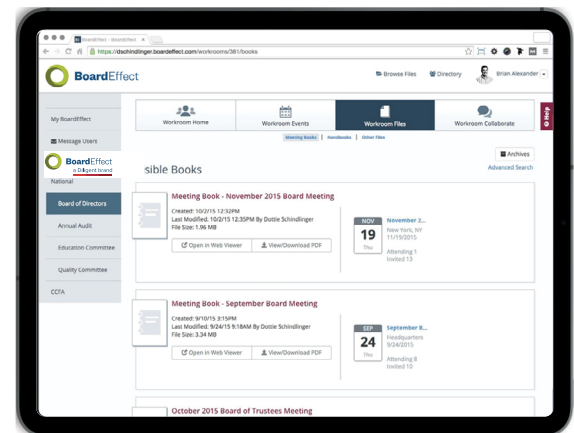 BoardEffect - BoardEffect
https://dschindlinger.boardeffect.com/workrooms/381/books
BoardEffect
Browse Files
Directory
Brian Alexander
My BoardEffect
Message Users
BoardEffect
a Diligent brand
National
Board of Directors
Annual Audit
Education Committee
Quality Committee
CCFA
Workroom Home
Workroom Events
Workroom Files
Workroom Collaborate
Help
Meeting Books | Handbooks | Other Files
Archives
sible Books
Advanced Search
Meeting Book - November 2015 Board Meeting
Created: 10/2/15 12:32PM
Last Modified: 10/2/15 12:35PM By Dottie Schindlinger
File Size: 1.96 MB
Open in Web Viewer
View/Download PDF
NOV
19
Thu
November 2...
New York, NY
11/19/2015
Attending 1
Invited 13
Meeting Book - September Board Meeting
Created: 9/10/15 3:15PM
Last Modified: 9/24/15 9:18AM By Dottie Schindlinger
File Size: 3.34 MB
Open in Web Viewer
View/Download PDF
SEP
24
Thu
September B...
Headquarters
9/24/2015
Attending 8
Invited 10
October 2015 Board of Trustees Meeting